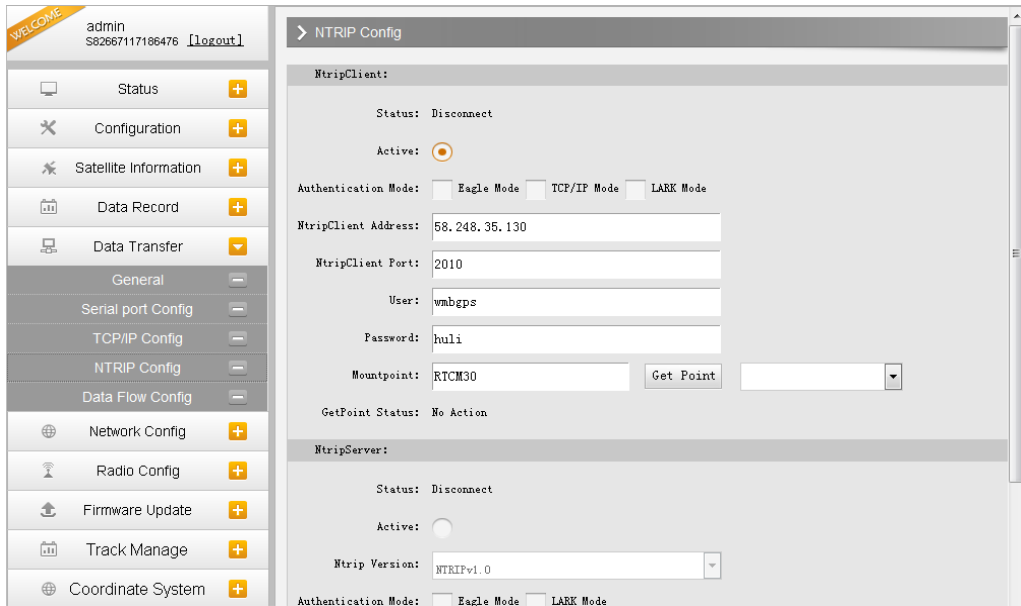 WELCOME
admin
S82667117186476 [logout]
Status
Configuration
Satellite Information
Data Record
Data Transfer
General
Serial port Config
TCP/IP Config
NTRIP Config
Data Flow Config
Network Config
Radio Config
Firmware Update
Track Manage
Coordinate System
NTRIP Config
NtripClient:
Status: Disconnect
Active:
Authentication Mode: Eagle Mode TCP/IP Mode LARK Mode
NtripClient Address: 58.248.35.130
NtripClient Port: 2010
User: wmbgps
Password: huli
Mountpoint: RTCM30 Get Point
GetPoint Status: No Action
NtripServer:
Status: Disconnect
Active:
Ntrip Version: NTRIPv1.0
Authentication Mode: Eagle Mode LARK Mode